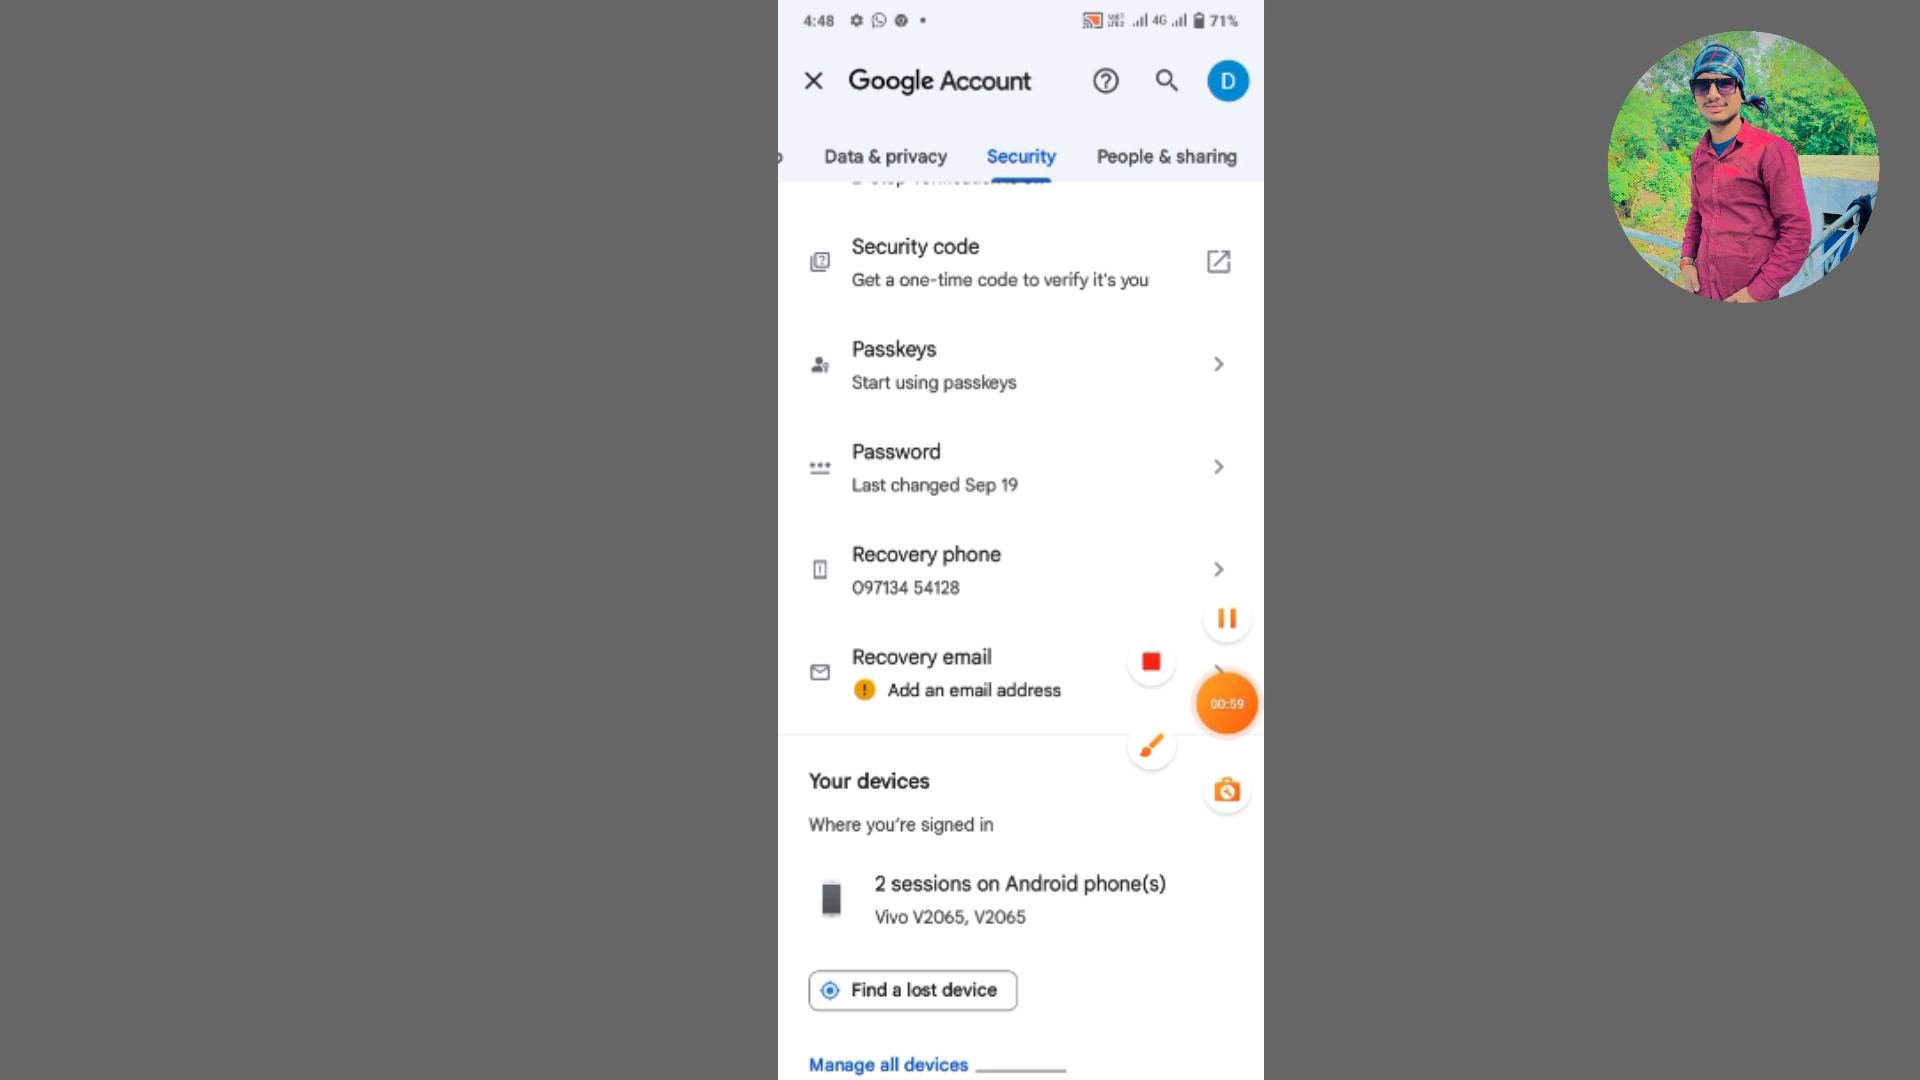 4:48 4G 71%
Google Account D
Data & privacy Security People & sharing
Security code
Get a one-time code to verify it's you
Passkeys
Start using passkeys
Password
Last changed Sep 19
Recovery phone
097134 54128
Recovery email
Add an email address
00:59
Your devices
Where you're signed in
2 sessions on Android phone(s)
Vivo V2065, V2065
Find a lost device
Manage all devices